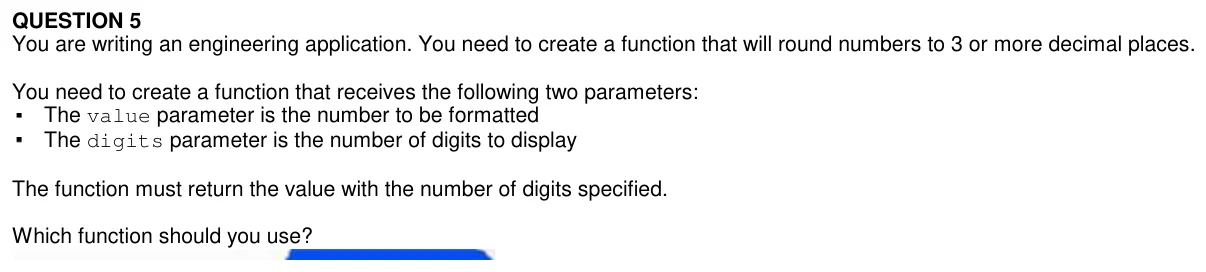 QUESTION 5
You are writing an engineering application. You need to create a function that will round numbers to 3 or more decimal places.
You need to create a function that receives the following two parameters:
▪ The value parameter is the number to be formatted
▪ The digits parameter is the number of digits to display
The function must return the value with the number of digits specified.
Which function should you use?